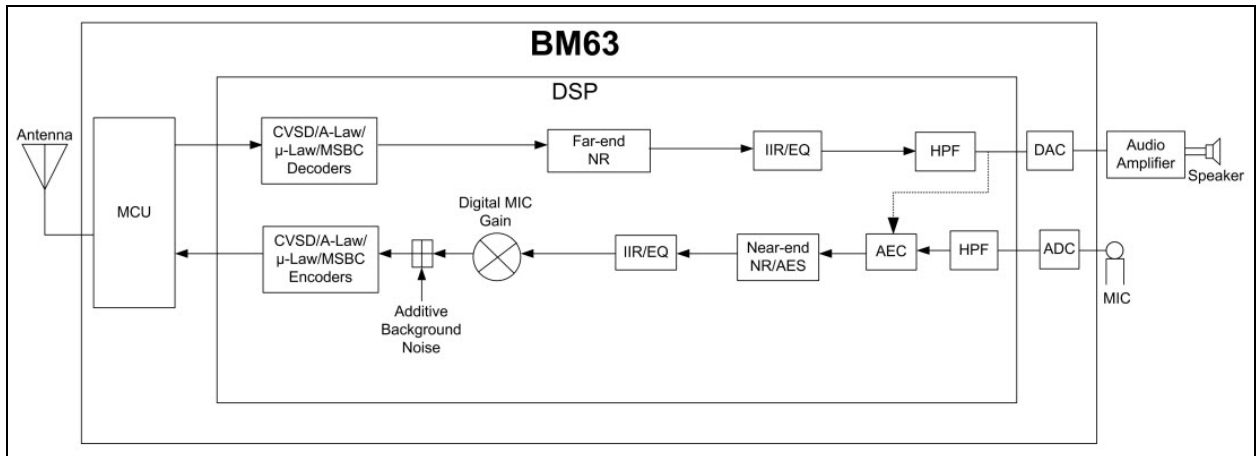 BM63
DSP
Antenna
MCU
CVSD/A-Law/
µ-Law/MSBC
Decoders
Far-end
NR
IIR/EQ
HPF
DAC
Audio
Amplifier
Speaker
CVSD/A-Law/
µ-Law/MSBC
Encoders
Additive
Background
Noise
Digital MIC
Gain
IIR/EQ
Near-end
NR/AES
AEC
HPF
ADC
MIC